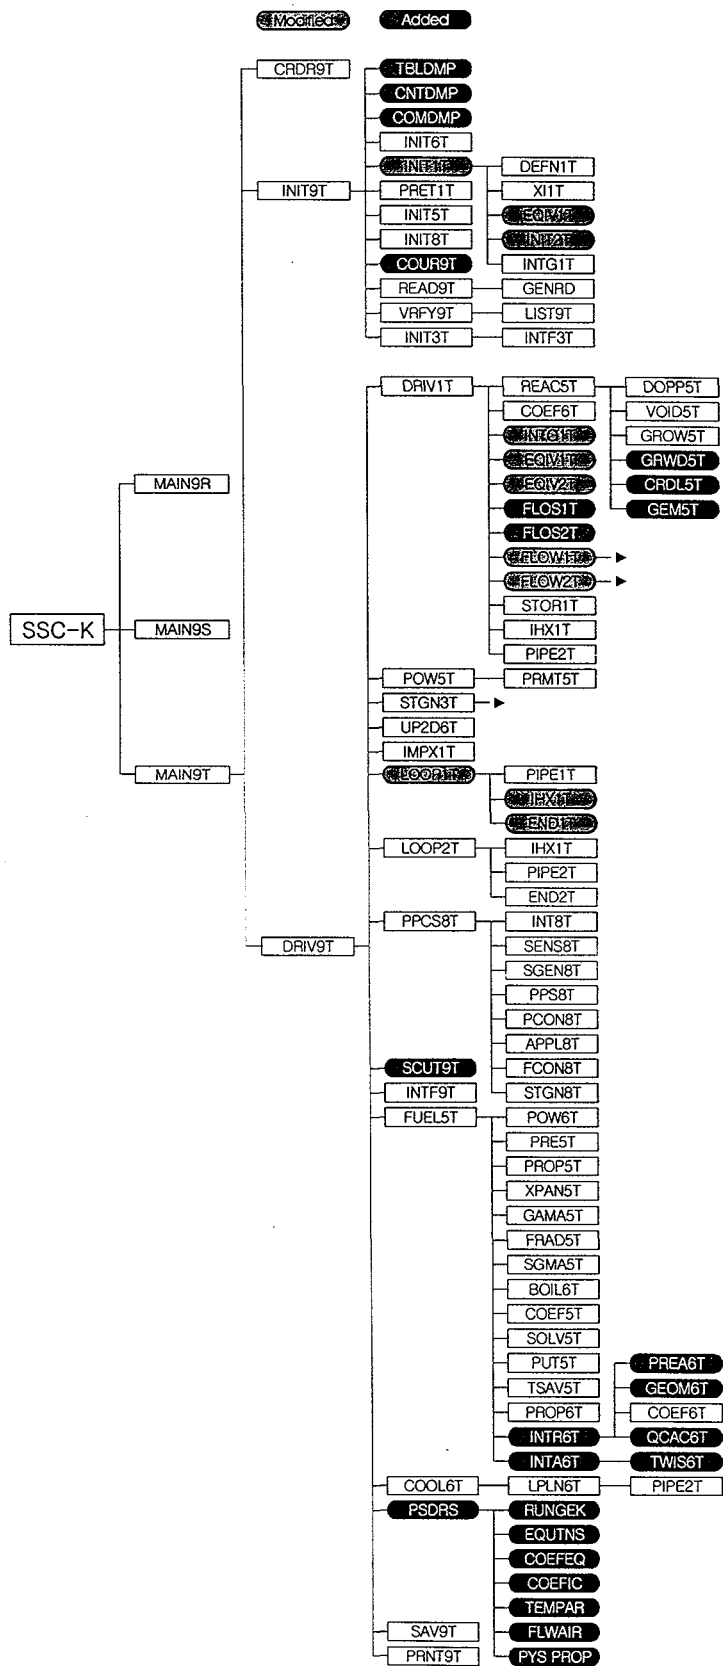 Modified Added
CRDR9T TBLDMP
CNTDMP
COMDMP
INIT6T
INIT1T DEFN1T
INIT9T PRET1T XI1T
INIT5T EQIV1T
INIT8T INIT2T
COUR9T INTG1T
READ9T GENRD
VRFY9T LIST9T
INIT3T INTF3T
DRIV1T REAC5T DOPP5T
COEF6T VOID5T
INTG1T GROW5T
EQIV1T GRWD5T
MAIN9R EQIV2T CRDL5T
FLOS1T GEM5T
FLOS2T
FLOW1T
FLOW2T
STOR1T
SSC-K MAIN9S IHX1T
PIPE2T
POW5T PRMT5T
STGN3T
UP2D6T
IMPX1T
MAIN9T LOOP1T PIPE1T
IHX1T
END1T
LOOP2T IHX1T
PIPE2T
END2T
PPCS8T INT8T
DRIV9T SENS8T
SGEN8T
PPS8T
PCON8T
APPL8T
SCUT9T FCON8T
INTF9T STGN8T
FUEL5T POW6T
PRE5T
PROP5T
XPAN5T
GAMA5T
FRAD5T
SGMA5T
BOIL6T
COEF5T
SOLV5T
PUT5T PREA6T
TSAV5T GEOM6T
PROP6T COEF6T
INTR6T QCAC6T
INTA6T TWIS6T
COOL6T LPLN6T PIPE2T
PSDRS RUNGEK
EQUTNS
COEFEQ
COEFIC
TEMPAR
SAV9T FLWAIR
PRNT9T PYS PROP